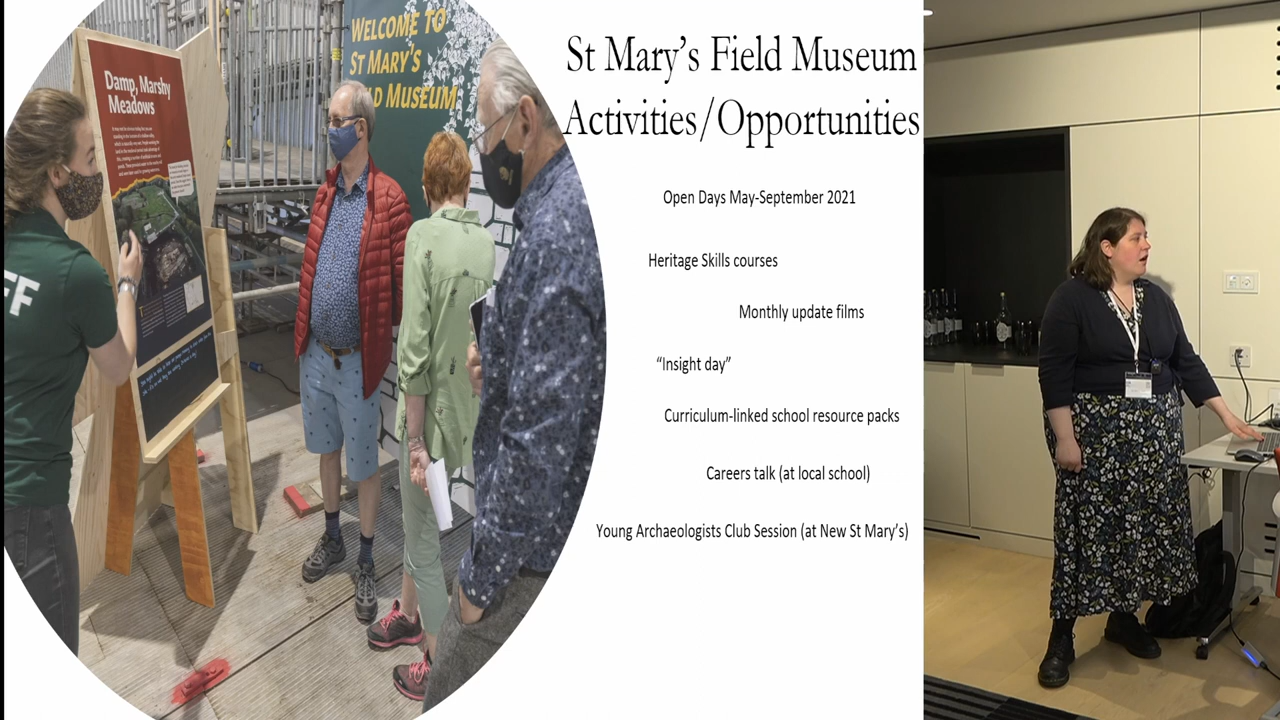 St Mary's Field Museum
Activities/Opportunities
Open Days May-September 2021
Heritage Skills courses
Monthly update films
“Insight day”
Curriculum-linked school resource packs
Careers talk (at local school)
Young Archaeologists Club Session (at New St Mary's)
WELCOME TO
ST MARY'S
LD MUSEUM
Damp, Marshy
Meadows
FF